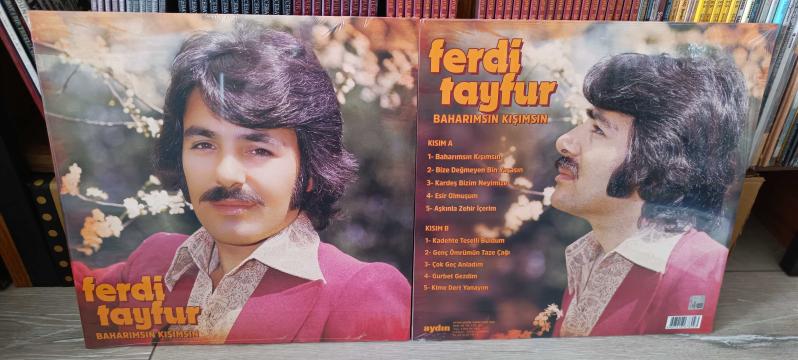 ferdi
tayfur
BAHARIMSIN KIŞIMSIN
ferdi
tayfur
BAHARIMSIN KIŞIMSIN
KISIM A
1- Baharımsın Kışımsın
2- Bize Değmeyen Bin Yaşasın
3- Kardeş Bizim Neyimize
4- Esir Olmuşum
5- Aşkınla Zehir İçerim
KISIM B
1- Kadehte Teselli Buldum
2- Genç Ömrümün Taze Çağı
3- Çok Geç Anladım
4- Gurbet Gezdim
5- Kime Dert Yanayım
aydın